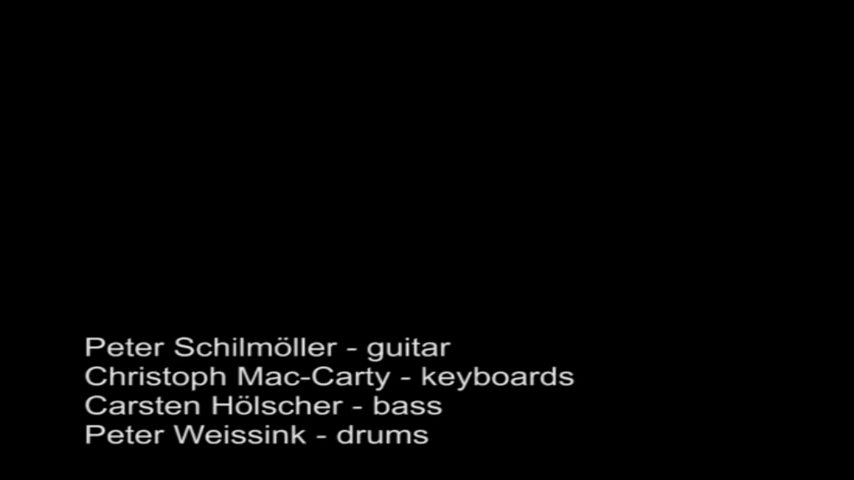 Peter Schilmöller - guitar
Christoph Mac-Carty - keyboards
Carsten Hölscher - bass
Peter Weissink - drums